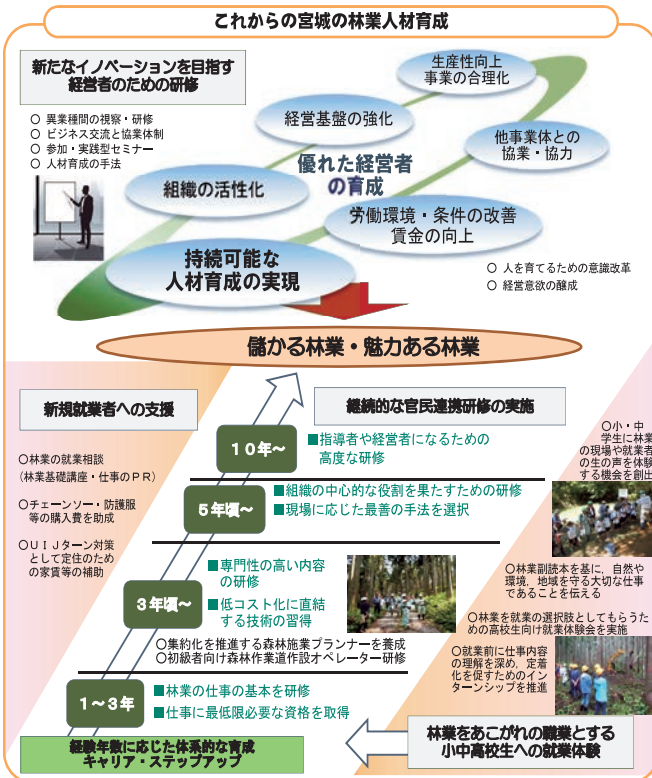 これからの宮城の林業人材育成
新たなイノベーションを目指す
経営者のための研修
○ 異業種間の視察・研修
○ ビジネス交流と協業体制
○ 参加・実践型セミナー
○ 人材育成の手法
生産性向上
事業の合理化
経営基盤の強化
他事業体との
協業・協力
優れた経営者
の育成
組織の活性化
労働環境・条件の改善
賃金の向上
持続可能な
人材育成の実現
○ 人を育てるための意識改革
○ 経営意欲の醸成
儲かる林業・魅力ある林業
新規就業者への支援
○林業の就業相談
(林業基礎講座・仕事のPR)
○チェーンソー・防護服
等の購入費を助成
○UIJターン対策
として定住のため
の家賃等の補助
継続的な官民連携研修の実施
10年~
■指導者や経営者になるための
高度な研修
5年頃~
■組織の中心的な役割を果たすための研修
■現場に応じた最善の手法を選択
3年頃~
■専門性の高い内容
の研修
■低コスト化に直結
する技術の習得
○集約化を推進する森林施業プランナーを養成
○初級者向け森林作業道作設オペレーター研修
1~3年
■林業の仕事の基本を研修
■仕事に最低限必要な資格を取得
経験年数に応じた体系的な育成
キャリア・ステップアップ
○小・中
学生に林業
の現場や就業者
の生の声を体験
する機会を創出
○林業副読本を基に、自然や
環境、地域を守る大切な仕事
であることを伝える
○林業を就業の選択肢としてもらうた
めの高校生向け就業体験会を実施
○就業前に仕事内容
の理解を深め、定着
化を促すためのイン
ターンシップを推進
林業をあこがれの職業とする
小中高校生への就業体験